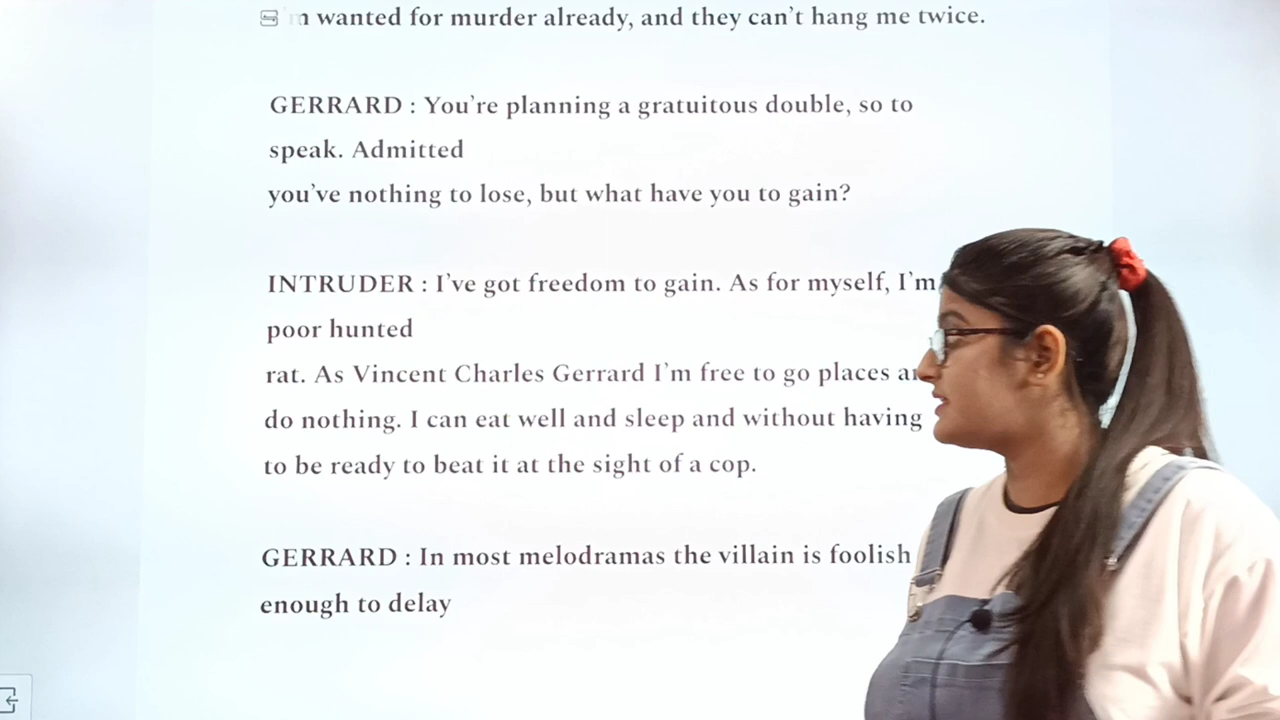 'm wanted for murder already, and they can't hang me twice.
GERRARD : You're planning a gratuitous double, so to
speak. Admitted
you've nothing to lose, but what have you to gain?
INTRUDER : I've got freedom to gain. As for myself, I'm
poor hunted
rat. As Vincent Charles Gerrard I'm free to go places
do nothing. I can eat well and sleep and without having
to be ready to beat it at the sight of a cop.
GERRARD : In most melodramas the villain is foolish
enough to delay